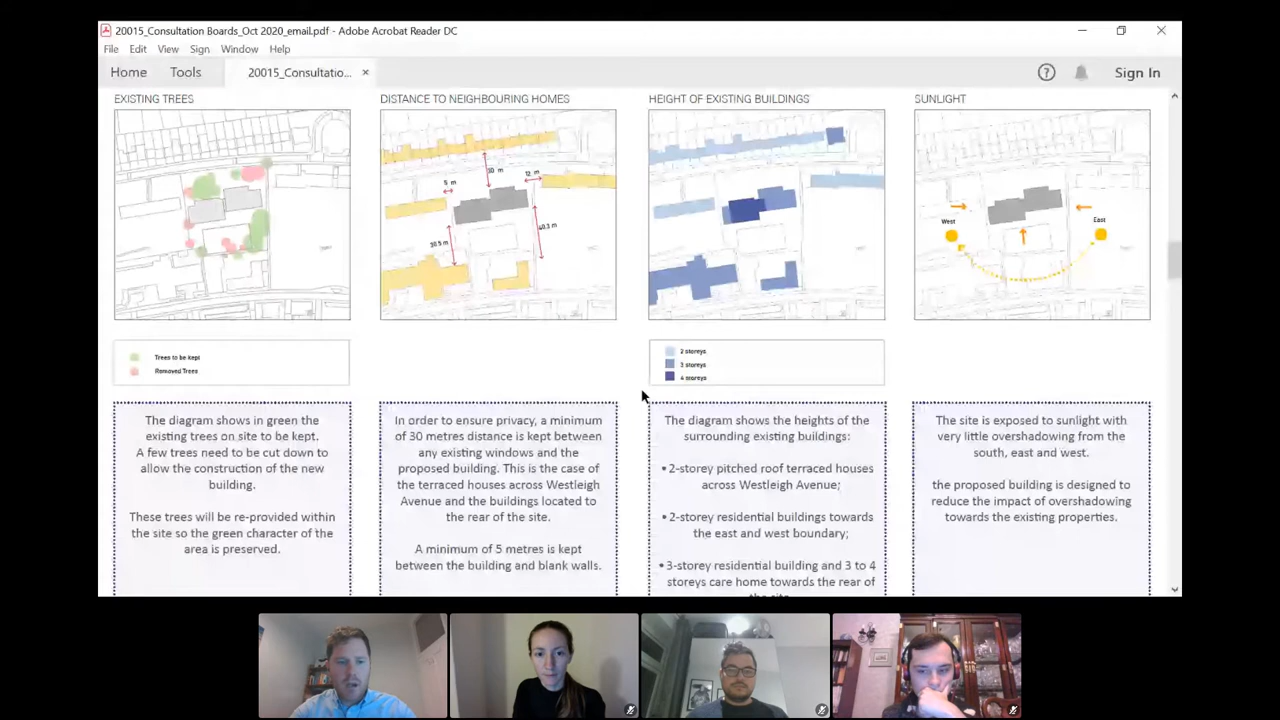 20015_Consultation Boards_Oct 2020_email.pdf - Adobe Acrobat Reader DC
File Edit View Sign Window Help
Home Tools 20015_Consultatio... × Sign In
EXISTING TREES
DISTANCE TO NEIGHBOURING HOMES
HEIGHT OF EXISTING BUILDINGS
SUNLIGHT
30 m
12 m
5 m
30.5 m
West
East
Trees to be kept
Removed Trees
2 storeys
3 storeys
4 storeys
The diagram shows in green the
existing trees on site to be kept.
A few trees need to be cut down to
allow the construction of the new
building.
These trees will be re-provided within
the site so the green character of the
area is preserved.
In order to ensure privacy, a minimum
of 30 metres distance is kept between
any existing windows and the
proposed building. This is the case of
the terraced houses across Westleigh
Avenue and the buildings located to
the rear of the site.
A minimum of 5 metres is kept
between the building and blank walls.
The diagram shows the heights of the
surrounding existing buildings:
• 2-storey pitched roof terraced houses
across Westleigh Avenue;
• 2-storey residential buildings towards
the east and west boundary;
• 3-storey residential building and 3 to 4
storeys care home towards the rear of
the site
The site is exposed to sunlight with
very little overshadowing from the
south, east and west.
the proposed building is designed to
reduce the impact of overshadowing
towards the existing properties.